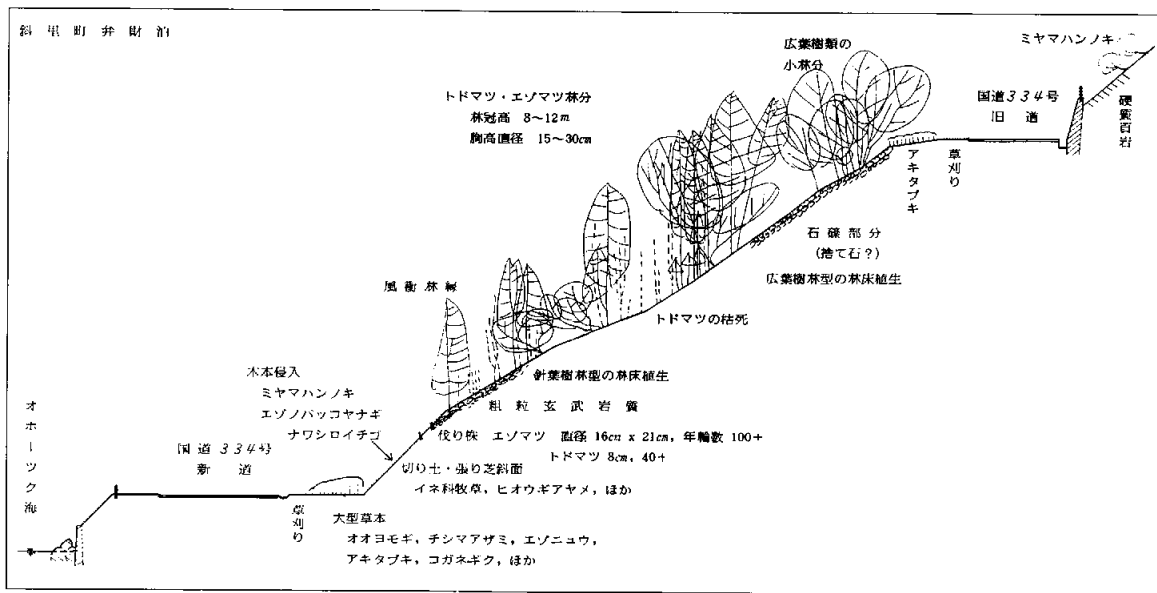 斜里町弁財泊
ミヤマハンノキ
広葉樹類の
小林分
国道334号
旧道
硬質頁岩
トドマツ・エゾマツ林分
林冠高 8～12m
胸高直径 15～30cm
アキタブキ
草刈り
石礫部分
(捨て石?)
広葉樹林型の林床植生
風衝林縁
トドマツの枯死
針葉樹林型の林床植生
木本侵入
ミヤマハンノキ
エゾノバッコヤナギ
ナワシロイチゴ
粗粒玄武岩質
伐り株 エゾマツ 直径 16cm x 21cm, 年輪数 100+
トドマツ 8cm, 40+
オホーツク海
国道334号
新道
切り土・張り芝斜面
イネ科牧草, ヒオウギアヤメ, ほか
草刈り
大型草本
オオヨモギ, チシマアザミ, エゾニュウ,
アキタブキ, コガネギク, ほか